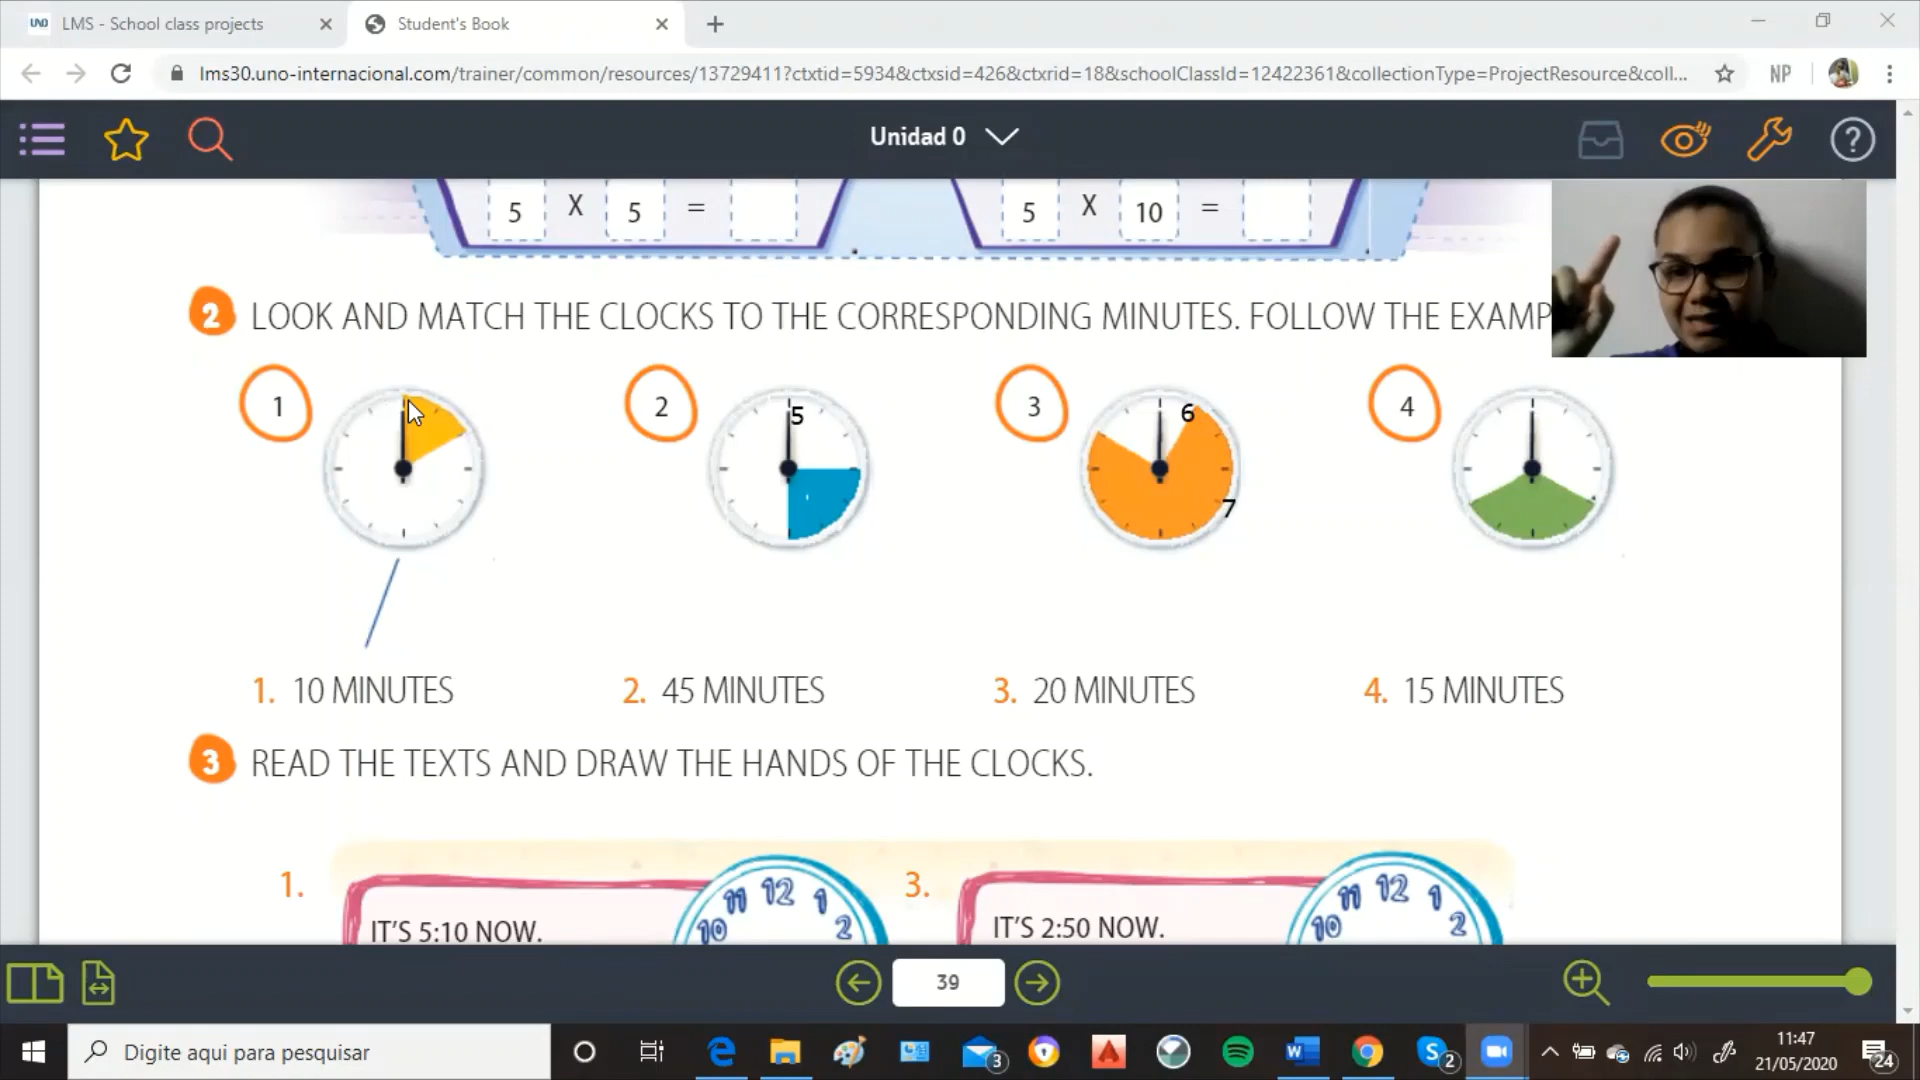 LMS - School class projects
Student's Book
lms30.uno-internacional.com/trainer/common/resources/13729411?ctxtid=5934&ctxsid=426&ctxrid=18&schoolClassId=12422361&collectionType=ProjectResource&coll...
NP
Unidad 0
5 X 5 =
5 X 10 =
2 LOOK AND MATCH THE CLOCKS TO THE CORRESPONDING MINUTES. FOLLOW THE EXAMP
1 2 5 3 6 4
7
1. 10 MINUTES
2. 45 MINUTES
3. 20 MINUTES
4. 15 MINUTES
3 READ THE TEXTS AND DRAW THE HANDS OF THE CLOCKS.
1. IT'S 5:10 NOW.
10 11 12 1 2
3. IT'S 2:50 NOW.
10 11 12 1 2
39
Digite aqui para pesquisar
3
2
11:47
21/05/2020
24